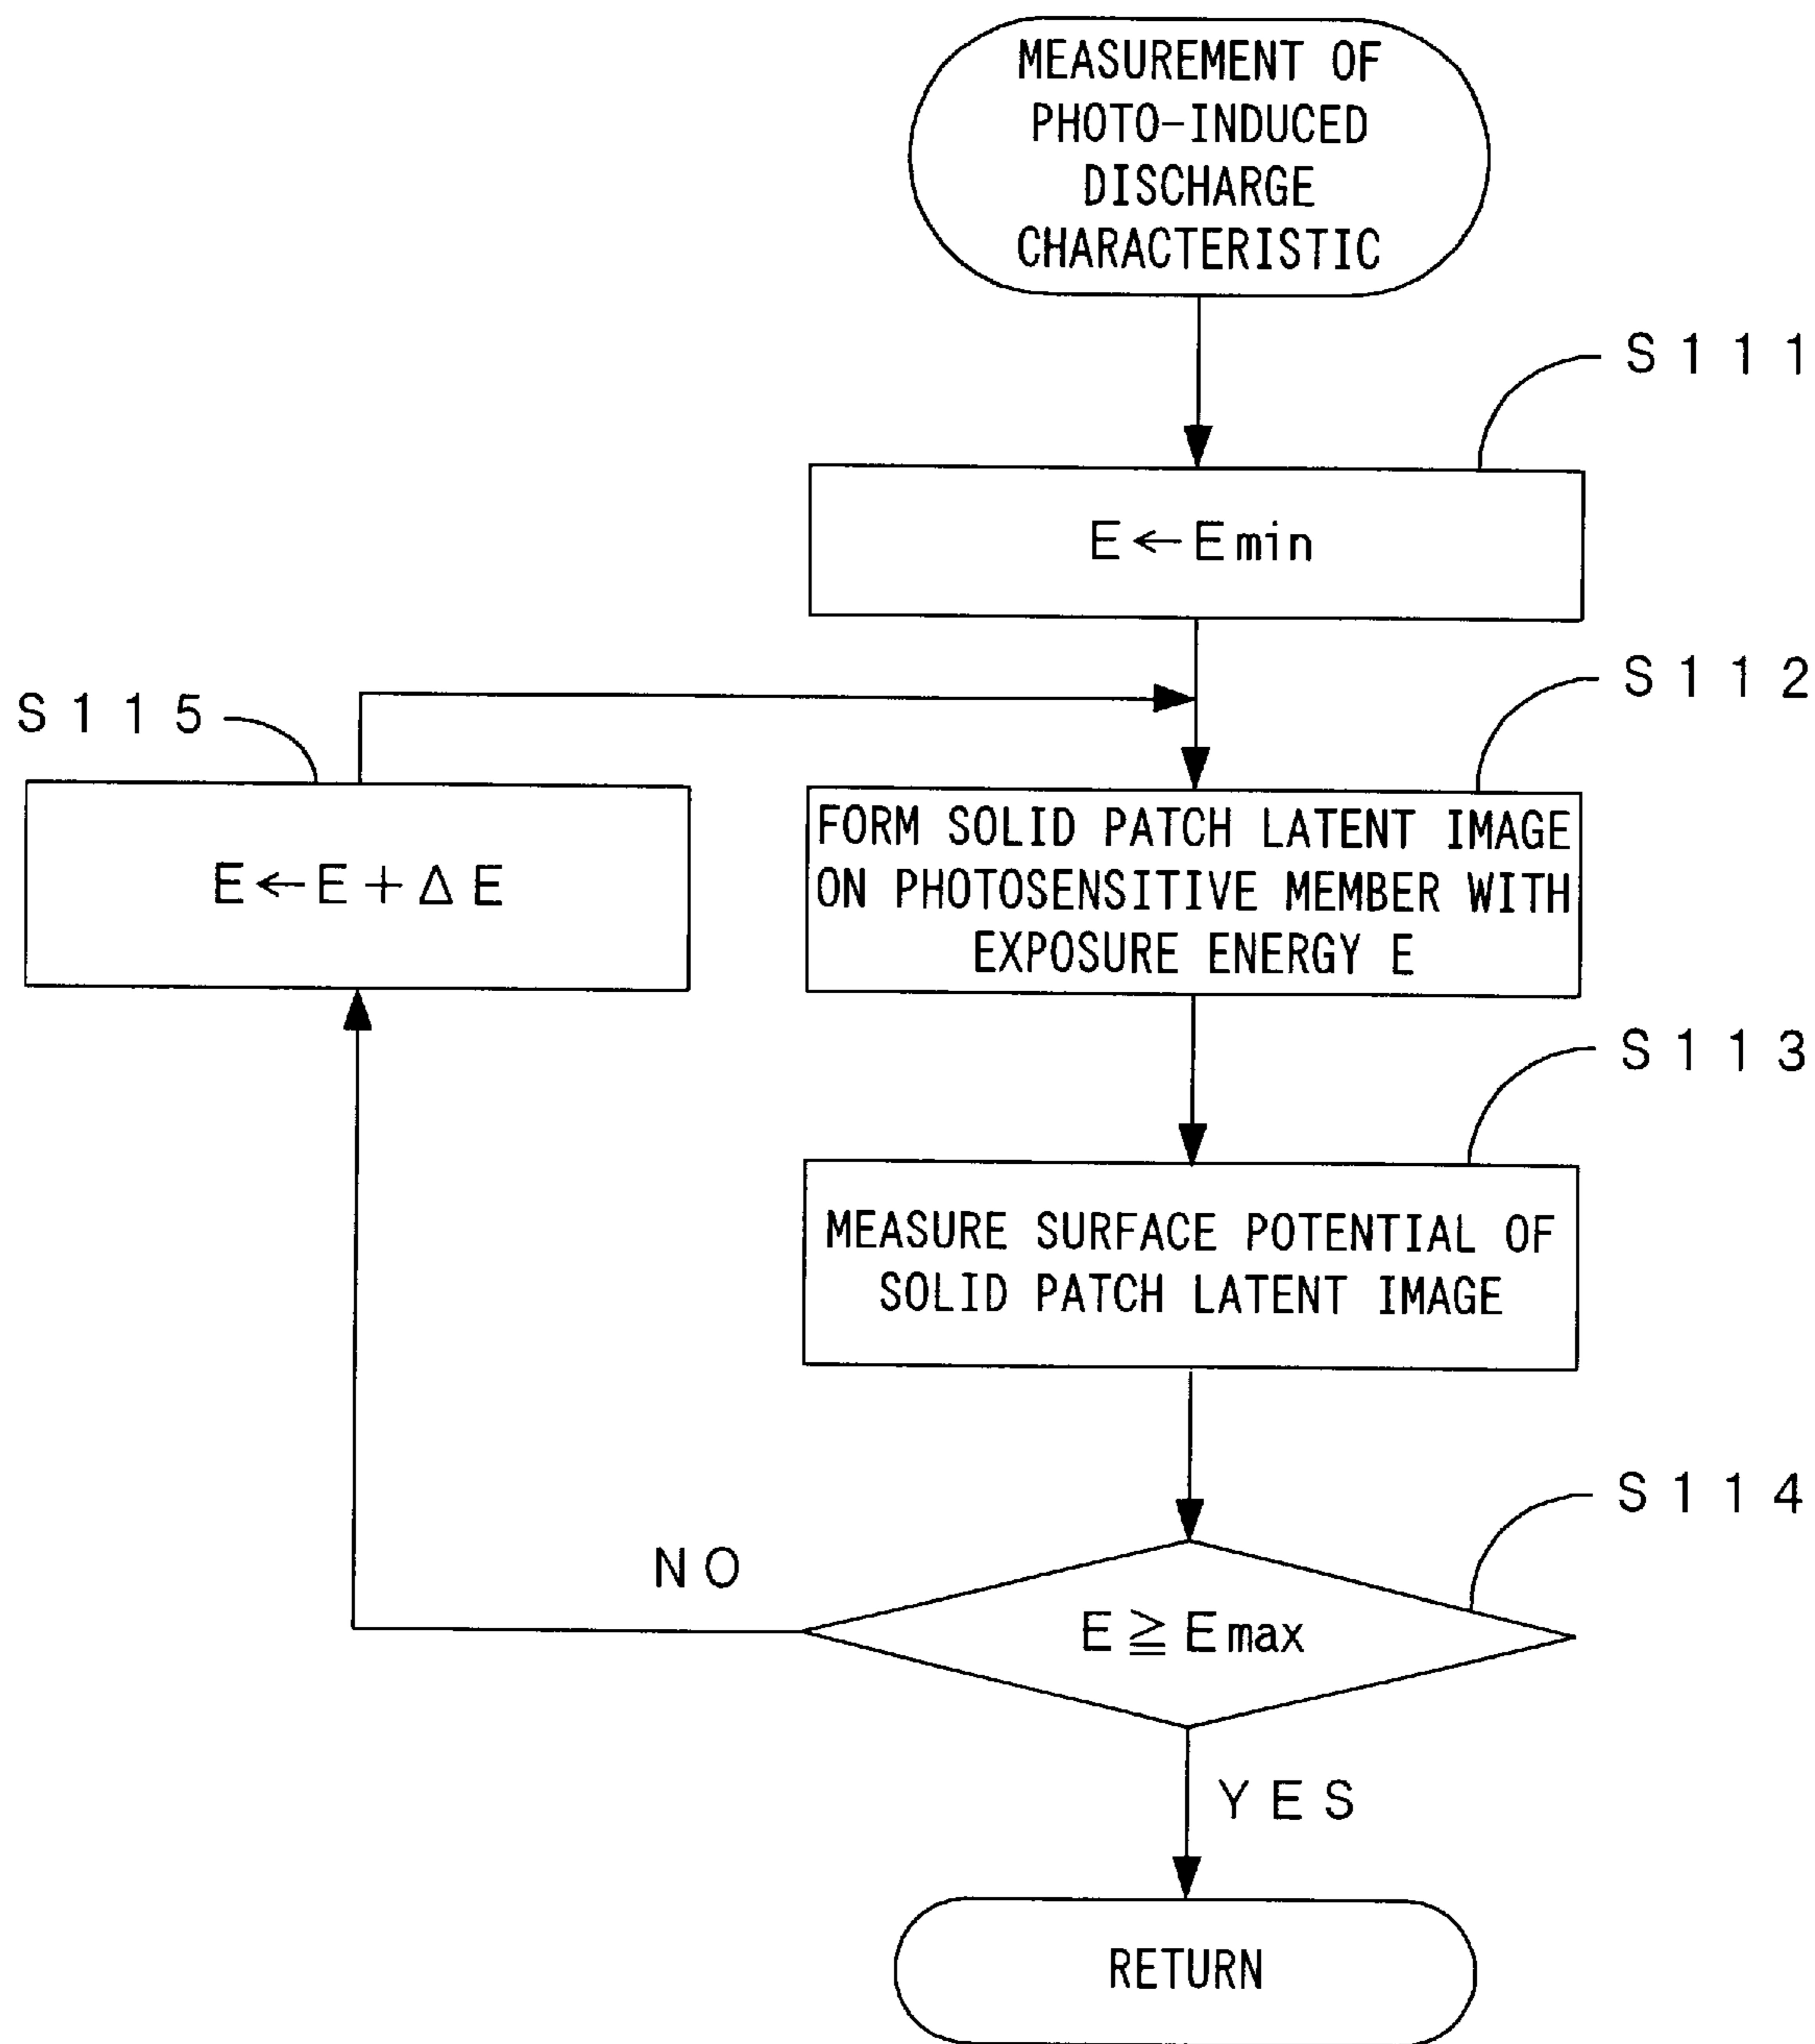 MEASUREMENT OF
PHOTO-INDUCED
DISCHARGE
CHARACTERISTIC
S111
E←Emin
S112
S115
FORM SOLID PATCH LATENT IMAGE
ON PHOTOSENSITIVE MEMBER WITH
EXPOSURE ENERGY E
E←E+ΔE
S113
MEASURE SURFACE POTENTIAL OF
SOLID PATCH LATENT IMAGE
S114
NO
E≧Emax
YES
RETURN